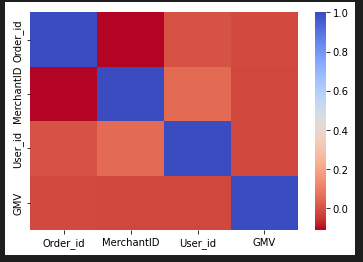 Order_id
MerchantID
User_id
GMV
Order_id MerchantID User_id GMV
1.0
0.8
0.6
0.4
0.2
0.0